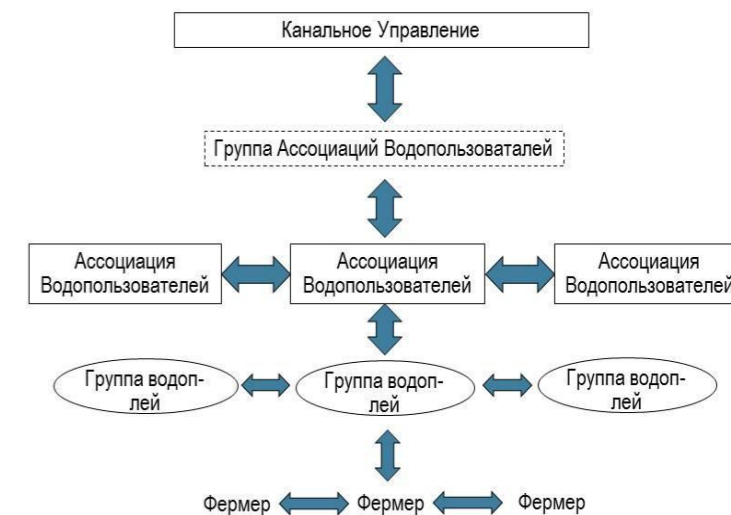 Канальное Управление
Группа Ассоциаций Водопользоваталей
Ассоциация
Водопользователей
Ассоциация
Водопользователей
Ассоциация
Водопользователей
Группа водоп-
лей
Группа водоп-
лей
Группа водоп-
лей
Фермер
Фермер
Фермер